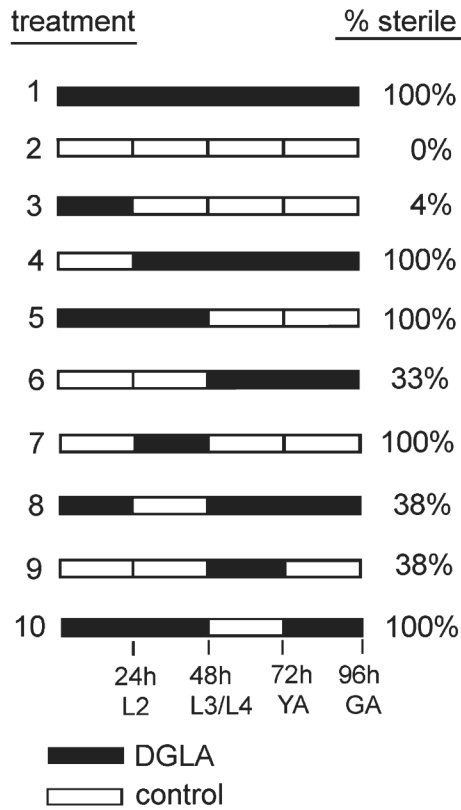 treatment % sterile
1 100%
2 0%
3 4%
4 100%
5 100%
6 33%
7 100%
8 38%
9 38%
10 100%
24h 48h 72h 96h
L2 L3/L4 YA GA
DGLA
control